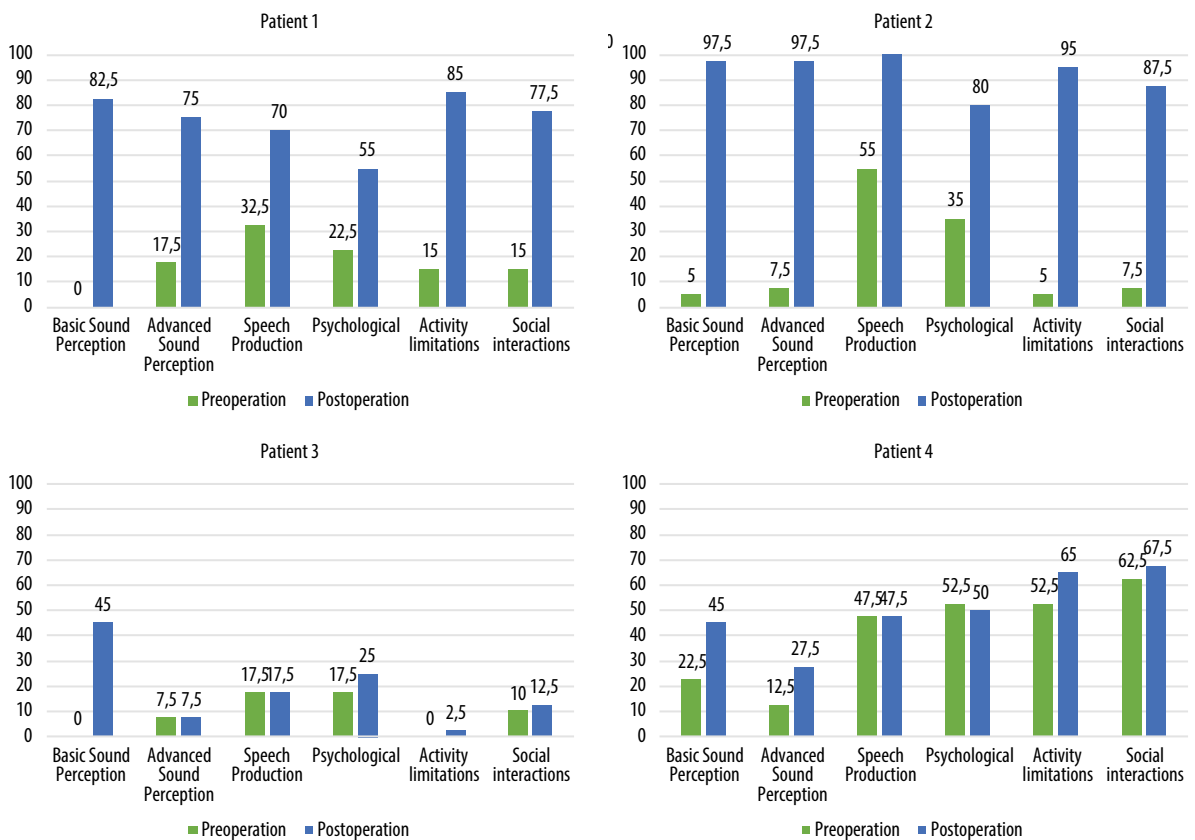 Patient 1
100
90
80
70
60
50
40
30
20
10
0
0
82,5
17,5
75
32,5
70
22,5
55
15
85
15
77,5
Basic Sound Perception
Advanced Sound Perception
Speech Production
Psychological
Activity limitations
Social interactions
Preoperation
Postoperation
Patient 2
0
100
90
80
70
60
50
40
30
20
10
0
5
97,5
7,5
97,5
55
35
80
5
95
7,5
87,5
Basic Sound Perception
Advanced Sound Perception
Speech Production
Psychological
Activity limitations
Social interactions
Preoperation
Postoperation
Patient 3
100
90
80
70
60
50
40
30
20
10
0
0
45
7,5
7,5
17,5
17,5
17,5
25
0
2,5
10
12,5
Basic Sound Perception
Advanced Sound Perception
Speech Production
Psychological
Activity limitations
Social interactions
Preoperation
Postoperation
Patient 4
100
90
80
70
60
50
40
30
20
10
0
22,5
45
12,5
27,5
47,5
47,5
52,5
50
52,5
65
62,5
67,5
Basic Sound Perception
Advanced Sound Perception
Speech Production
Psychological
Activity limitations
Social interactions
Preoperation
Postoperation